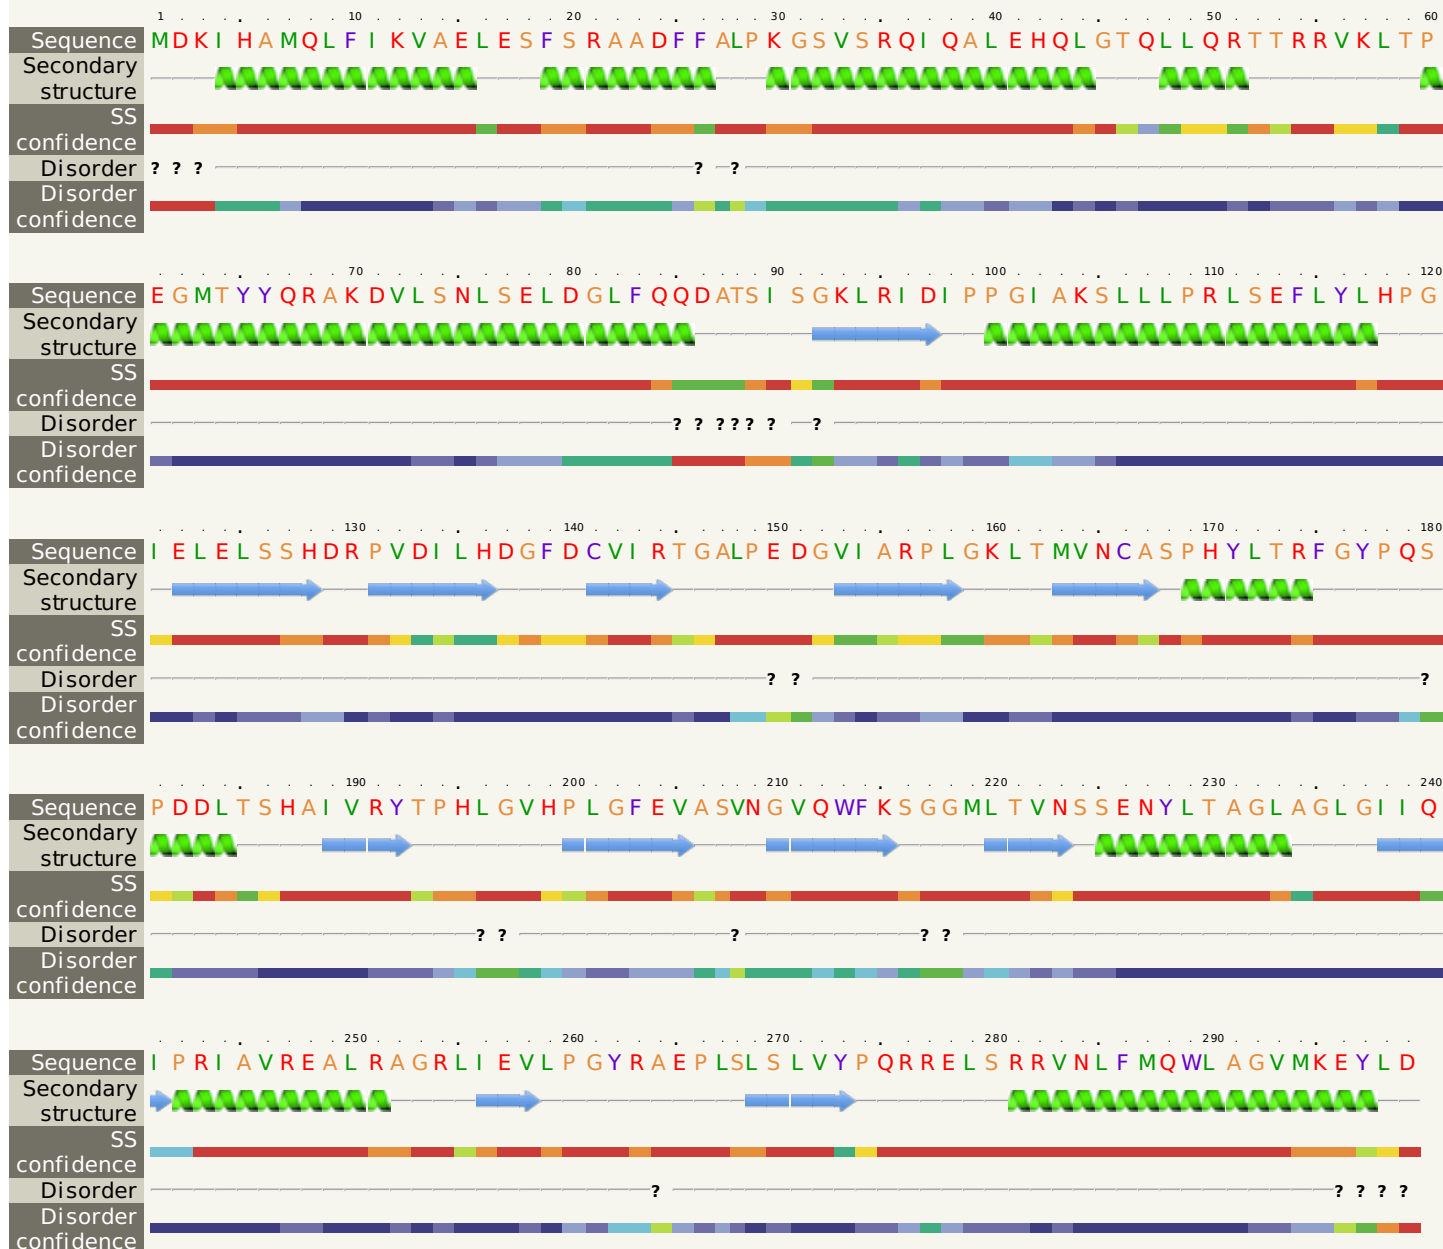 1 . . . . . . . . 10 . . . . . . . . . 20 . . . . . . . . . 30 . . . . . . . . . 40 . . . . . . . . . 50 . . . . . . . . . 60
Sequence MDKIHAMQLFIKVAELESFSRAADFFALPKGSVSRQIQALEHQLGTQLLQRTTRRVKLTP
Secondary
structure
SS
confidence
Disorder ? ? ? ? ?
Disorder
confidence
. . . . . . . . . 70 . . . . . . . . . 80 . . . . . . . . . 90 . . . . . . . . . 100 . . . . . . . . . 110 . . . . . . . . . 120
Sequence EGMTYYQRAKDVLSNLSELDGLFQQDATSISGKLRIDIPPGIAKSLLLPRLSEFLYLHPG
Secondary
structure
SS
confidence
Disorder ? ? ? ? ? ? ?
Disorder
confidence
. . . . . . . . . 130 . . . . . . . . . 140 . . . . . . . . . 150 . . . . . . . . . 160 . . . . . . . . . 170 . . . . . . . . . 180
Sequence IELELSSHDRPVDILHDGFDCVIRTGALPEDGVIARPLGKLTMVNCASPHYLTRFGYPQS
Secondary
structure
SS
confidence
Disorder ? ? ?
Disorder
confidence
. . . . . . . . . 190 . . . . . . . . . 200 . . . . . . . . . 210 . . . . . . . . . 220 . . . . . . . . . 230 . . . . . . . . . 240
Sequence PDDLTSHAIVRYTPHLGVHPLGFEVASVNGVQWFKSGGMLTVNSSENYLTAGLAGLGIIQ
Secondary
structure
SS
confidence
Disorder ? ? ? ? ?
Disorder
confidence
. . . . . . . . . 250 . . . . . . . . . 260 . . . . . . . . . 270 . . . . . . . . . 280 . . . . . . . . . 290 . . . . . . . . .
Sequence IPRIAVREALRAGRLIEVLPGYRAEPLSLSLVYPQRRELSRRVNLFMQWLAGVMKEYLD
Secondary
structure
SS
confidence
Disorder ? ? ? ? ?
Disorder
confidence